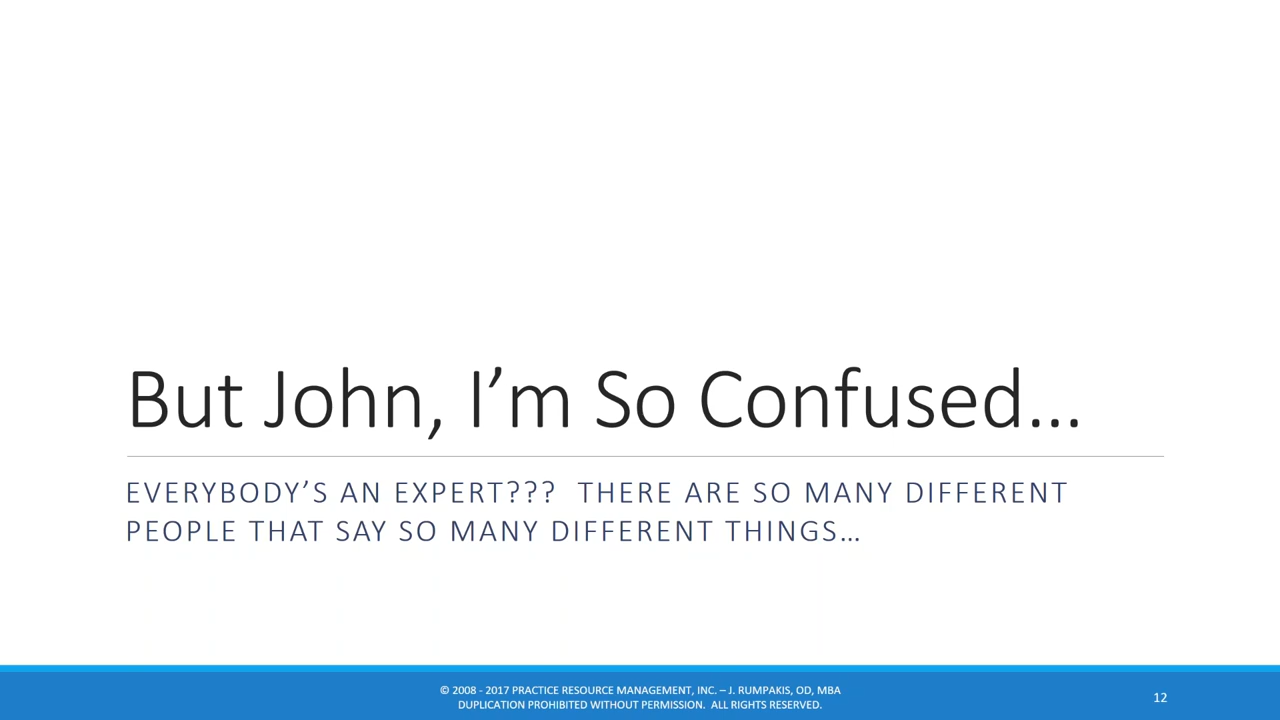 But John, I’m So Confused…
EVERYBODY’S AN EXPERT???  THERE ARE SO MANY DIFFERENT
PEOPLE THAT SAY SO MANY DIFFERENT THINGS…
© 2008 - 2017 PRACTICE RESOURCE MANAGEMENT, INC. – J. RUMPAKIS, OD, MBA
DUPLICATION PROHIBITED WITHOUT PERMISSION.  ALL RIGHTS RESERVED.
12